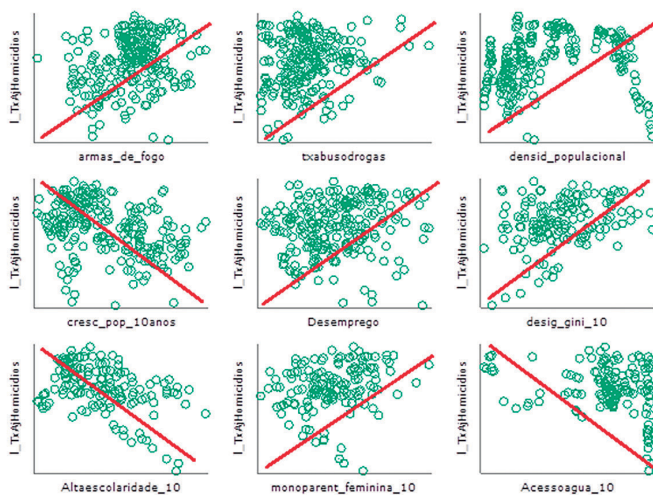 l_TxAjHomicidios
armas_de_fogo
l_TxAjHomicidios
txabusodrogas
l_TxAjHomicidios
densid_populacional
l_TxAjHomicidios
cresc_pop_10anos
l_TxAjHomicidios
Desemprego
l_TxAjHomicidios
desig_gini_10
l_TxAjHomicidios
Altaescolaridade_10
l_TxAjHomicidios
monoparent_feminina_10
l_TxAjHomicidios
Acessoagua_10